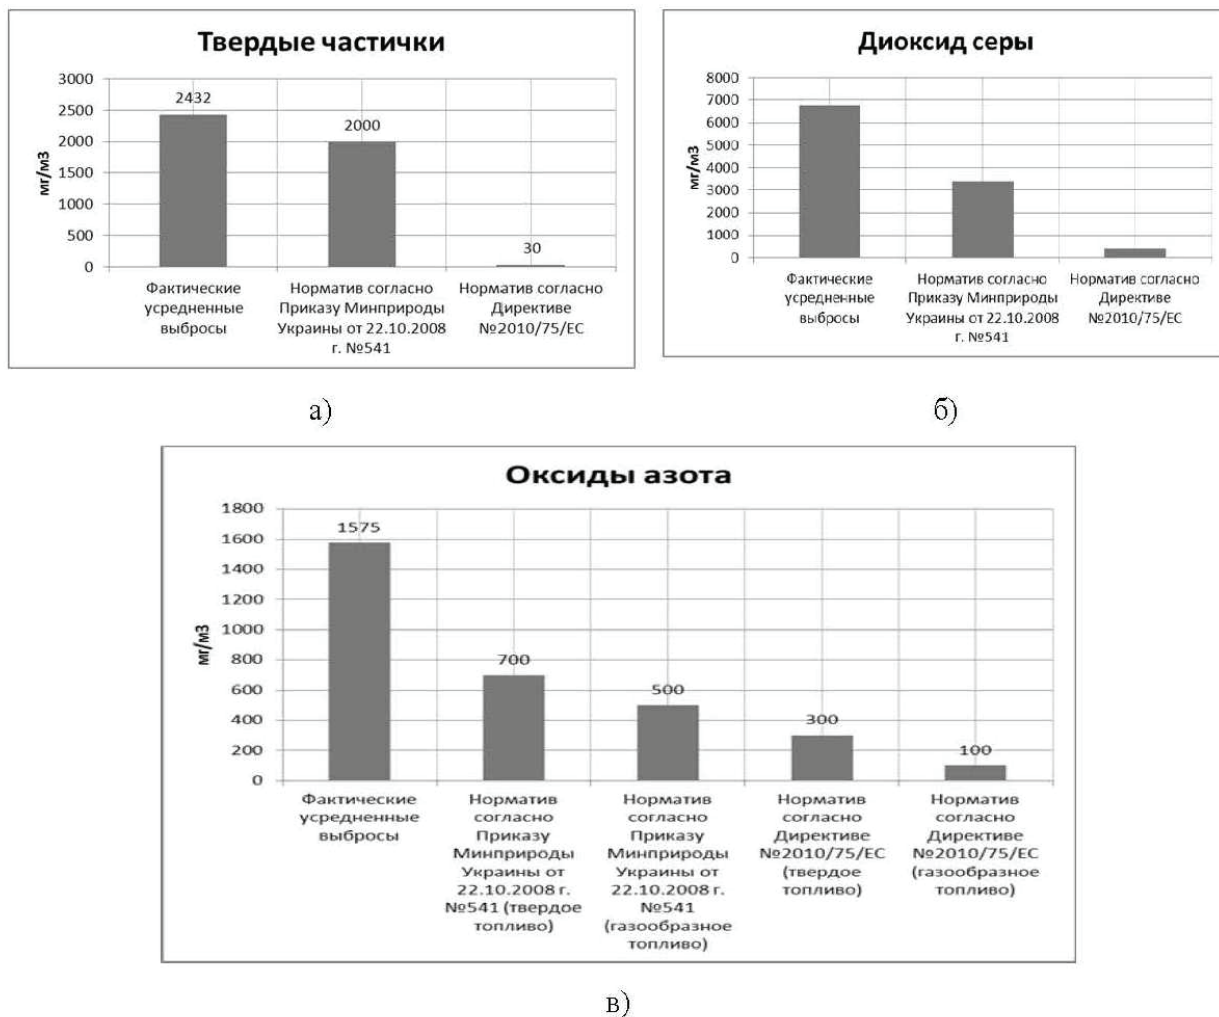 Твердые частички
мг/м3
3000
2500
2000
1500
1000
500
0
2432
2000
30
Фактические
усредненные
выбросы
Норматив согласно
Приказу Минприроды
Украины от 22.10.2008
г. №541
Норматив согласно
Директиве
№2010/75/ЕС
а)
Диоксид серы
мг/м3
8000
7000
6000
5000
4000
3000
2000
1000
0
Фактические
усредненные
выбросы
Норматив согласно
Приказу Минприроды
Украины от 22.10.2008
г. №541
Норматив согласно
Директиве
№2010/75/ЕС
б)
Оксиды азота
мг/м3
1800
1600
1400
1200
1000
800
600
400
200
0
1575
700
500
300
100
Фактические
усредненные
выбросы
Норматив
согласно
Приказу
Минприроды
Украины от
22.10.2008 г.
№541 (твердое
топливо)
Норматив
согласно
Приказу
Минприроды
Украины от
22.10.2008 г.
№541
(газообразное
топливо)
Норматив
согласно
Директиве
№2010/75/ЕС
(твердое
топливо)
Норматив
согласно
Директиве
№2010/75/ЕС
(газообразное
топливо)
в)